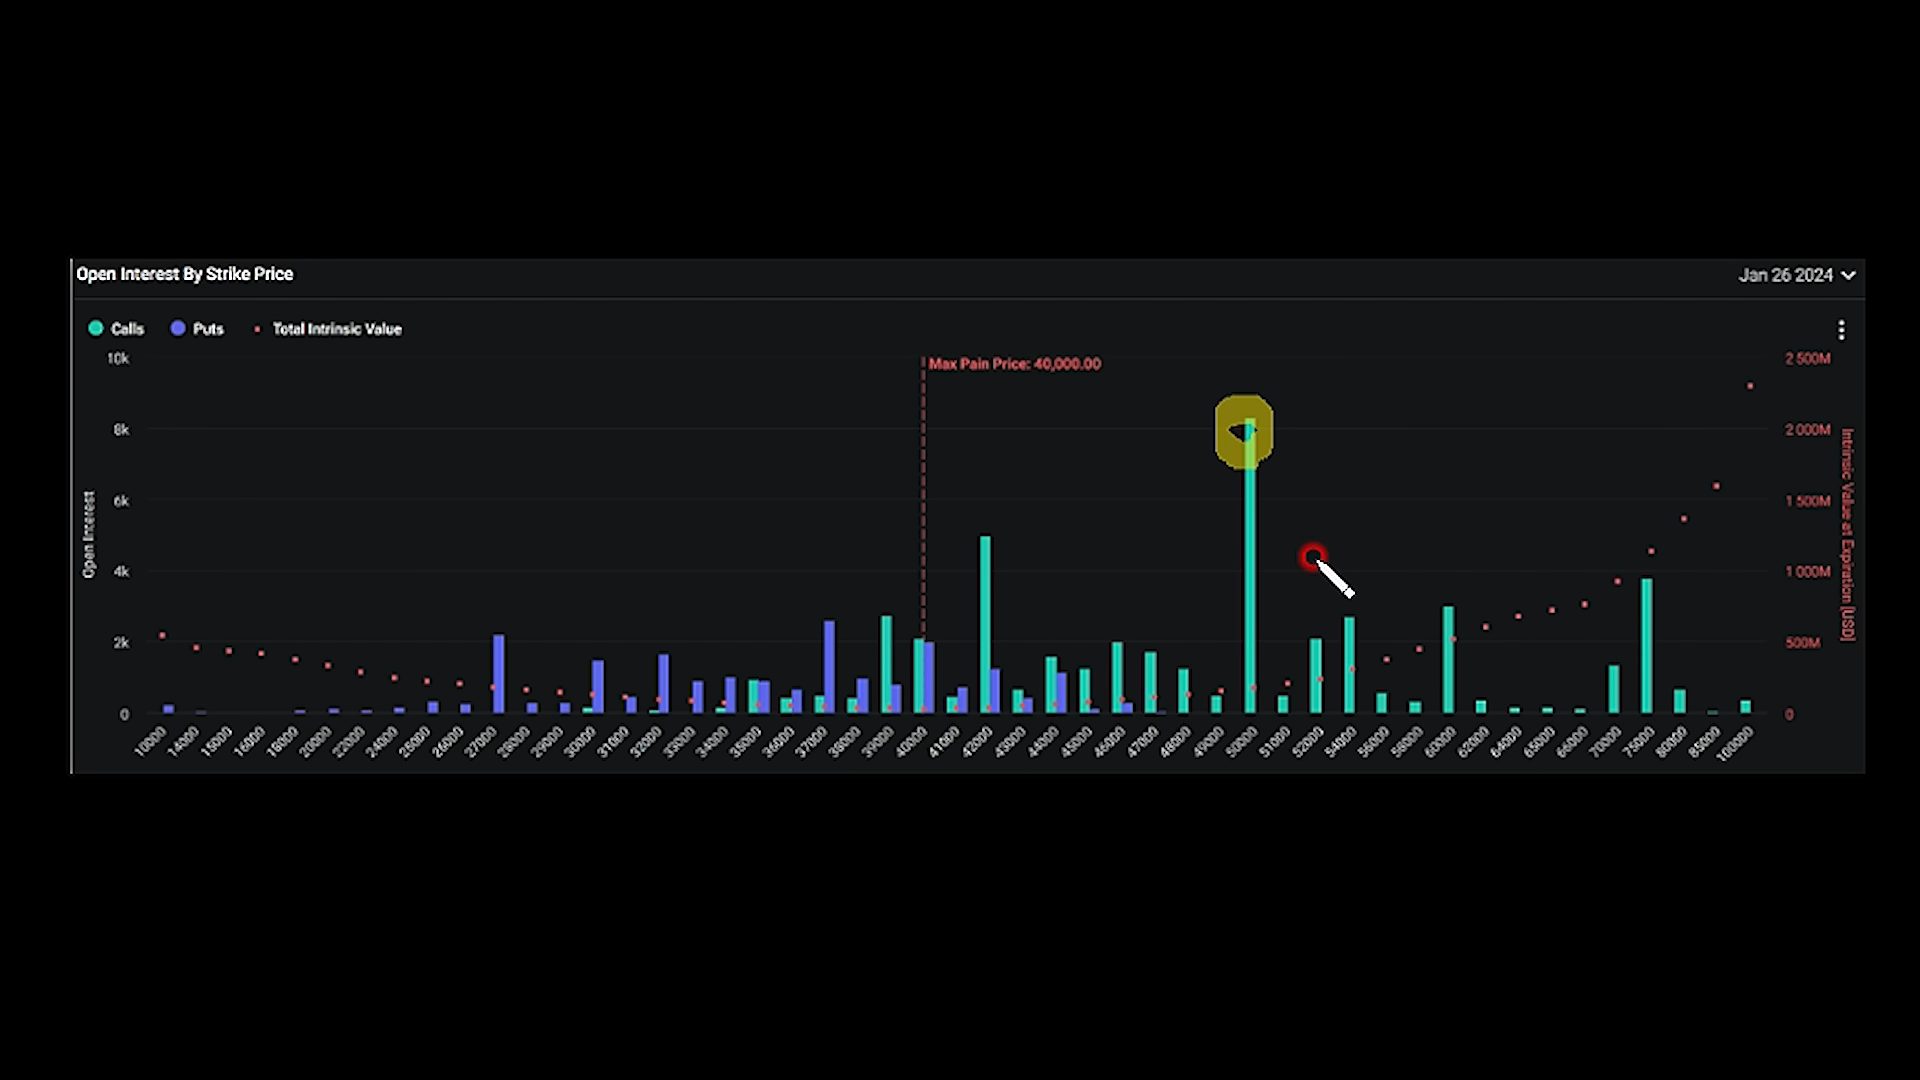 Open Interest By Strike Price
Jan 26 2024
Calls
Puts
Total Intrinsic Value
Max Pain Price: 40,000.00
10k
8k
6k
4k
2k
0
Open Interest
2 500M
2 000M
1 500M
1 000M
500M
0
Intrinsic Value at Expiration [USD]
10000 14000 15000 16000 18000 20000 22000 24000 25000 26000 27000 28000 29000 30000 31000 32000 33000 34000 35000 36000 37000 38000 39000 40000 41000 42000 43000 44000 45000 46000 47000 48000 49000 50000 51000 52000 54000 56000 58000 60000 62000 64000 65000 66000 70000 75000 80000 85000 100000